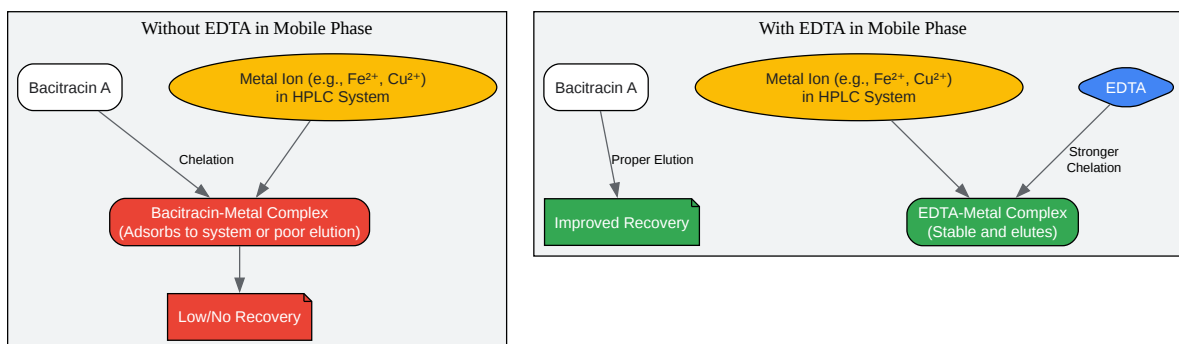 Without EDTA in Mobile Phase
Bacitracin A
Metal Ion (e.g., Fe²⁺, Cu²⁺)
in HPLC System
Chelation
Bacitracin-Metal Complex
(Adsorbs to system or poor elution)
Low/No Recovery
With EDTA in Mobile Phase
Bacitracin A
Metal Ion (e.g., Fe²⁺, Cu²⁺)
in HPLC System
EDTA
Proper Elution
Stronger
Chelation
Improved Recovery
EDTA-Metal Complex
(Stable and elutes)